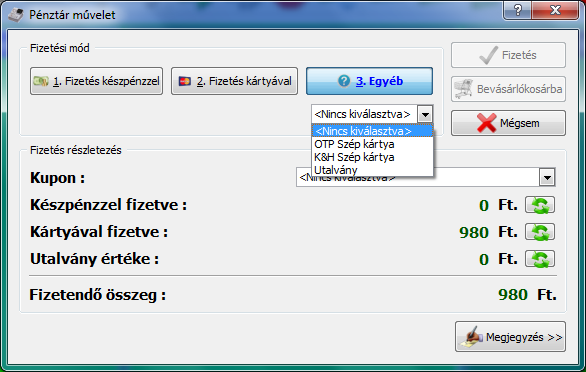 Pénztár művelet
Fizetési mód
1. Fizetés készpénzzel
2. Fizetés kártyával
3. Egyéb
Fizetés
Bevásárlókosárba
Mégsem
<Nincs kiválasztva>
<Nincs kiválasztva>
OTP Szép kártya
K&H Szép kártya
Utalvány
Fizetés részletezés
Kupon :
<Nincs kiválasztva>
Készpénzzel fizetve : 0 Ft.
Kártyával fizetve : 980 Ft.
Utalvány értéke : 0 Ft.
Fizetendő összeg : 980 Ft.
Megjegyzés >>